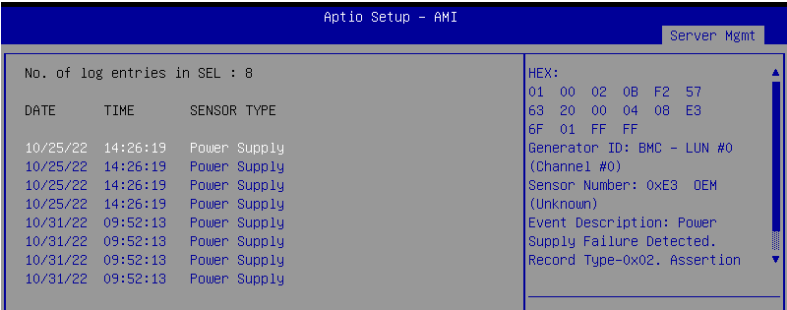 Aptio Setup – AMI
Server Mgmt
No. of log entries in SEL : 8
DATE TIME SENSOR TYPE
10/25/22 14:26:19 Power Supply
10/25/22 14:26:19 Power Supply
10/25/22 14:26:19 Power Supply
10/25/22 14:26:19 Power Supply
10/31/22 09:52:13 Power Supply
10/31/22 09:52:13 Power Supply
10/31/22 09:52:13 Power Supply
10/31/22 09:52:13 Power Supply
HEX:
01 00 02 0B F2 57
63 20 00 04 08 E3
6F 01 FF FF
Generator ID: BMC – LUN #0
(Channel #0)
Sensor Number: 0xE3 OEM
(Unknown)
Event Description: Power
Supply Failure Detected.
Record Type-0x02. Assertion